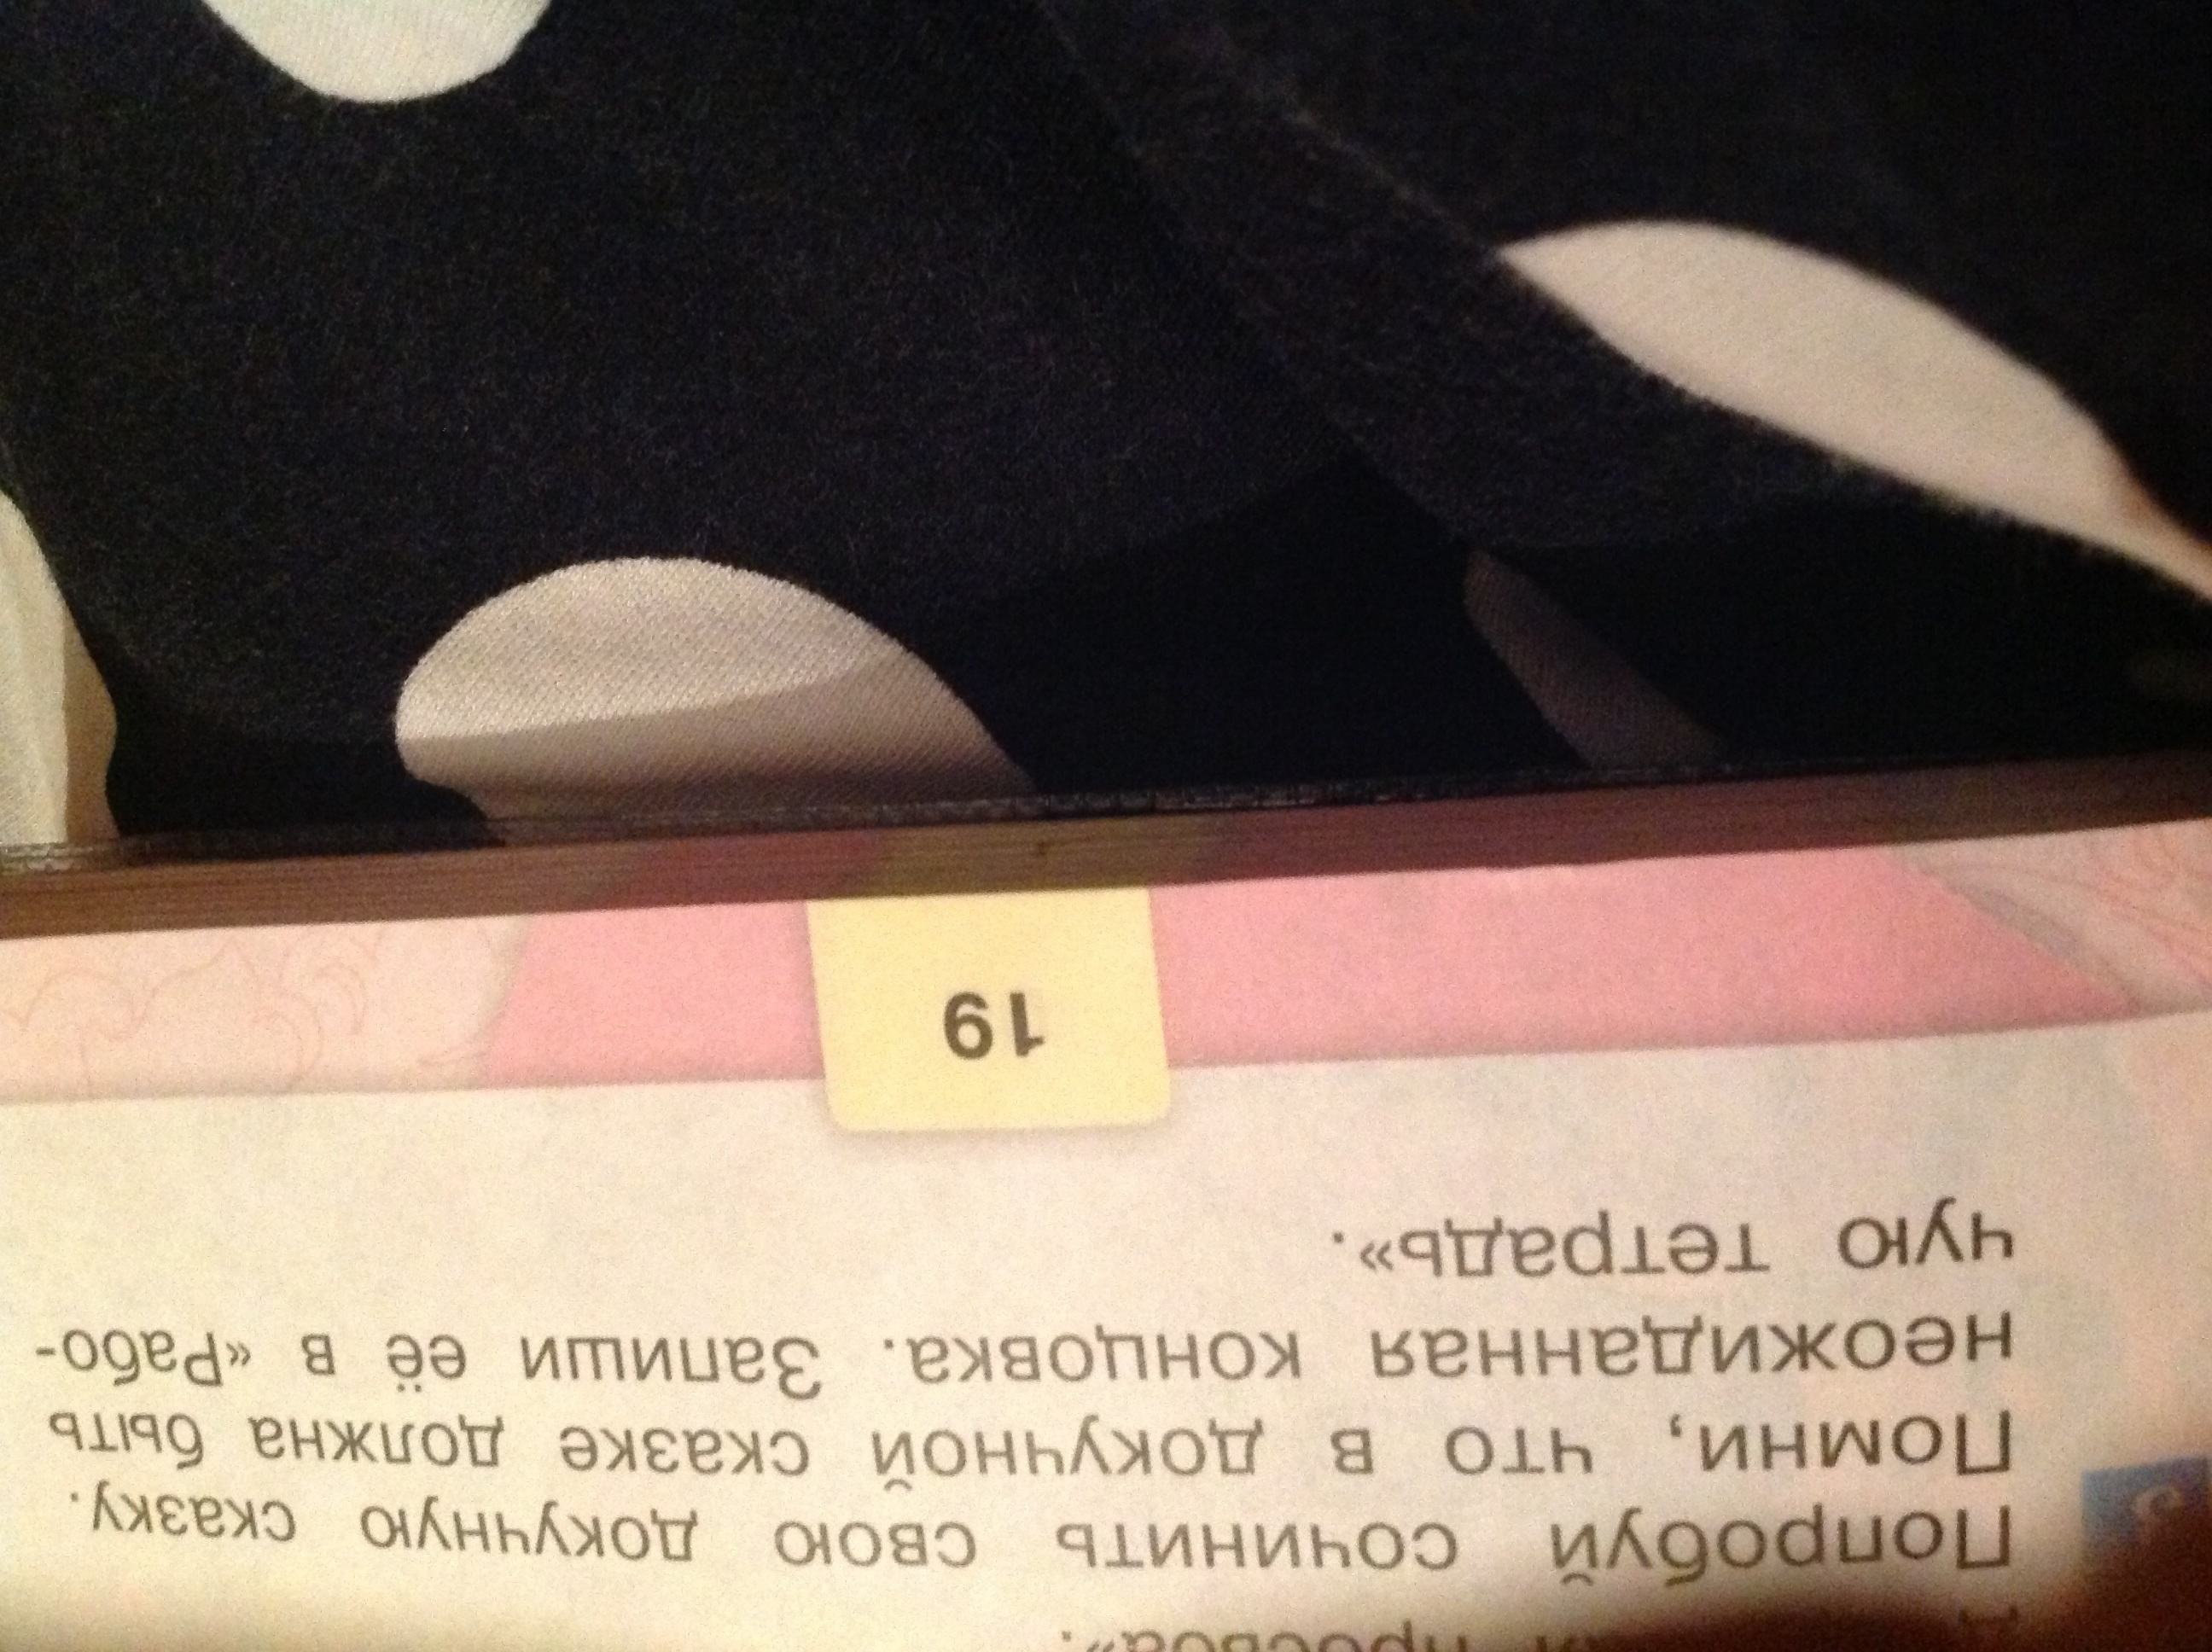 Попробуй сочинить свою докучную сказку.
Помни, что в докучной сказке должна быть
неожиданная концовка. Запиши её в «Рабо-
чую тетрадь».
19